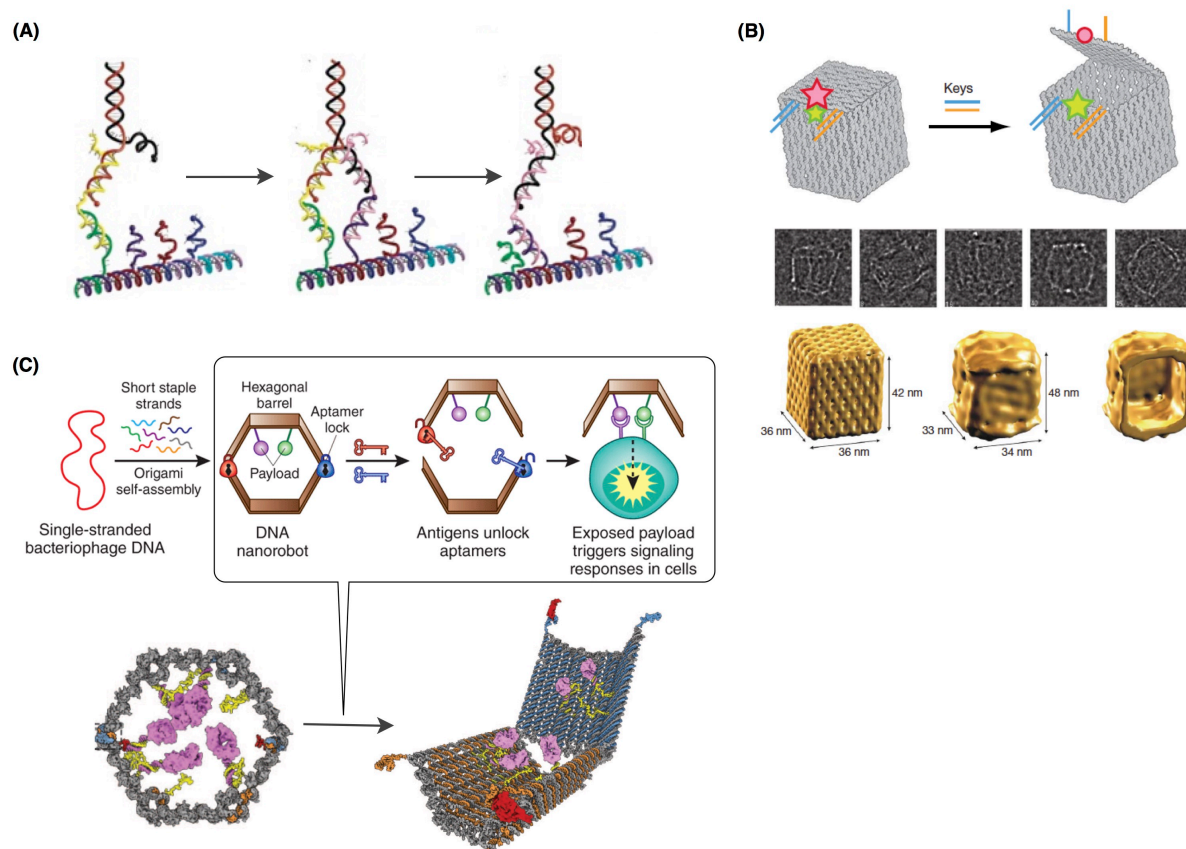 (A)
(B)
Keys
42 nm
36 nm
36 nm
48 nm
33 nm
34 nm
(C)
Short staple
strands
Origami
self-assembly
Single-stranded
bacteriophage DNA
Hexagonal
barrel
Aptamer
lock
Payload
DNA
nanorobot
Antigens unlock
aptamers
Exposed payload
triggers signaling
responses in cells